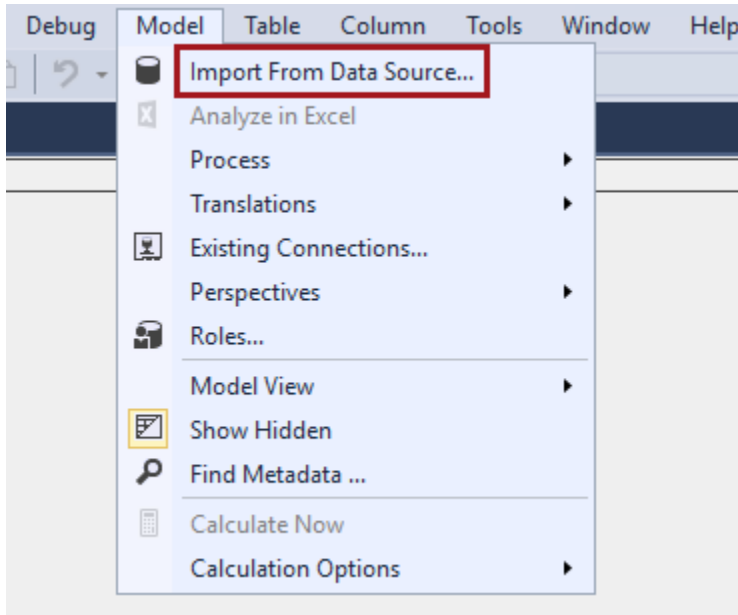 Debug Model Table Column Tools Window Help
Import From Data Source...
Analyze in Excel
Process
Translations
Existing Connections...
Perspectives
Roles...
Model View
Show Hidden
Find Metadata ...
Calculate Now
Calculation Options